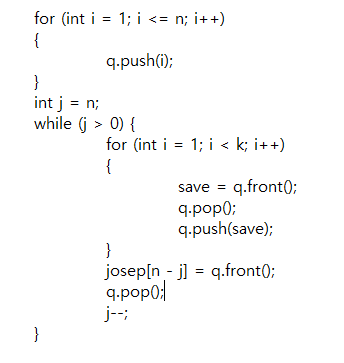 for (int i = 1; i <= n; i++)
{
q.push(i);
}
int j = n;
while (j > 0) {
for (int i = 1; i < k; i++)
{
save = q.front();
q.pop();
q.push(save);
}
josep[n - j] = q.front();
q.pop();
j--;
}